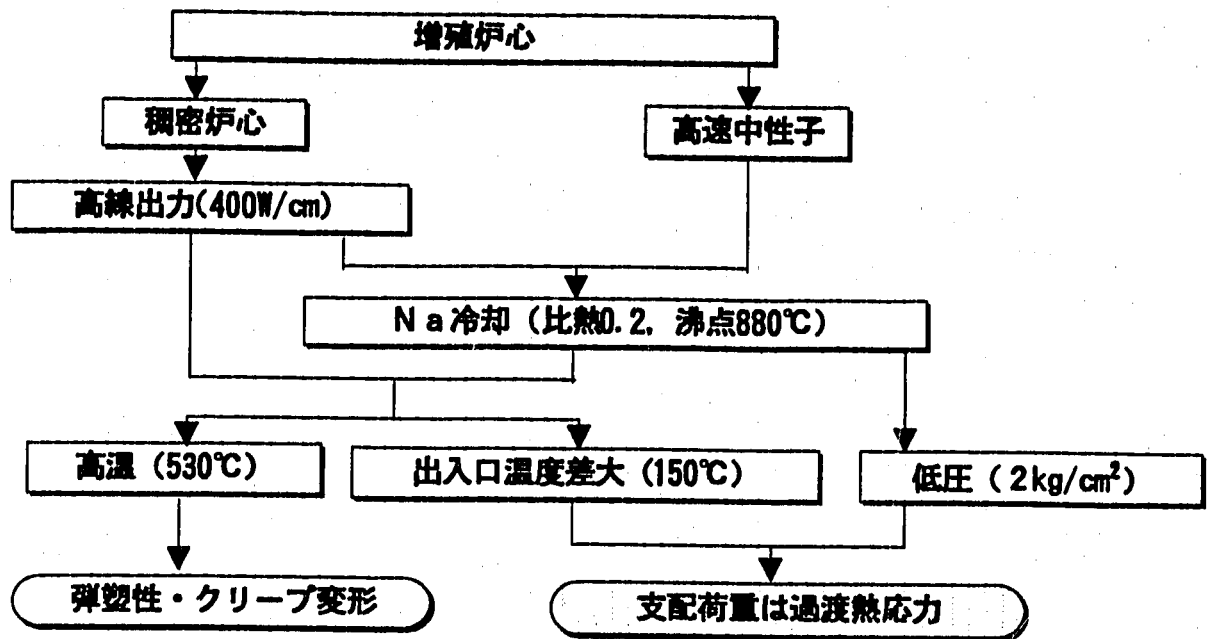 増殖炉心
稠密炉心
高速中性子
高線出力(400W/cm)
Na冷却（比熱0.2，沸点880℃）
高温（530℃）
出入口温度差大（150℃）
低圧（2kg/cm²）
弾塑性・クリープ変形
支配荷重は過渡熱応力